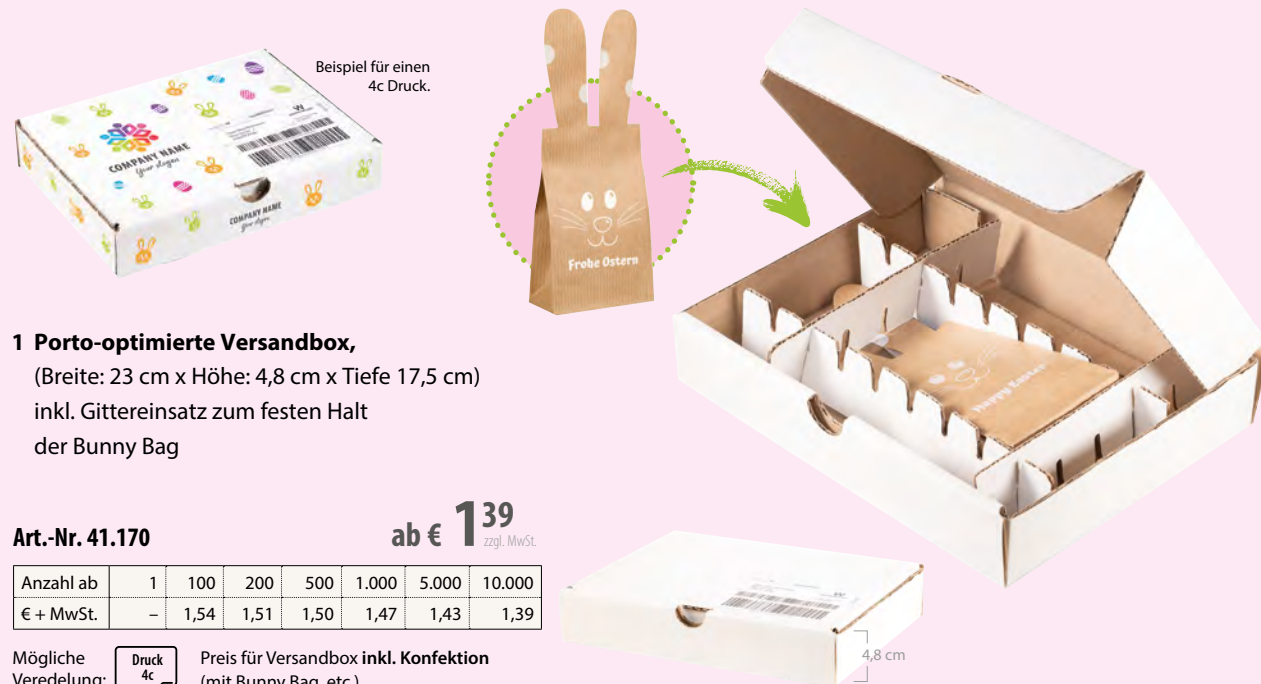 Beispiel für einen
4c Druck.
COMPANY NAME
Your slogan
COMPANY NAME
Your slogan
Frohe Ostern
Happy Easter
1 Porto-optimierte Versandbox,
(Breite: 23 cm x Höhe: 4,8 cm x Tiefe 17,5 cm)
inkl. Gittereinsatz zum festen Halt
der Bunny Bag
Art.-Nr. 41.170
ab € 1 39
zzgl. MwSt.
Anzahl ab 1 100 200 500 1.000 5.000 10.000
€ + MwSt. – 1,54 1,51 1,50 1,47 1,43 1,39
4,8 cm
Mögliche
Veredelung:
Druck
4c
Preis für Versandbox inkl. Konfektion
(mit Bunny Bag, etc.)